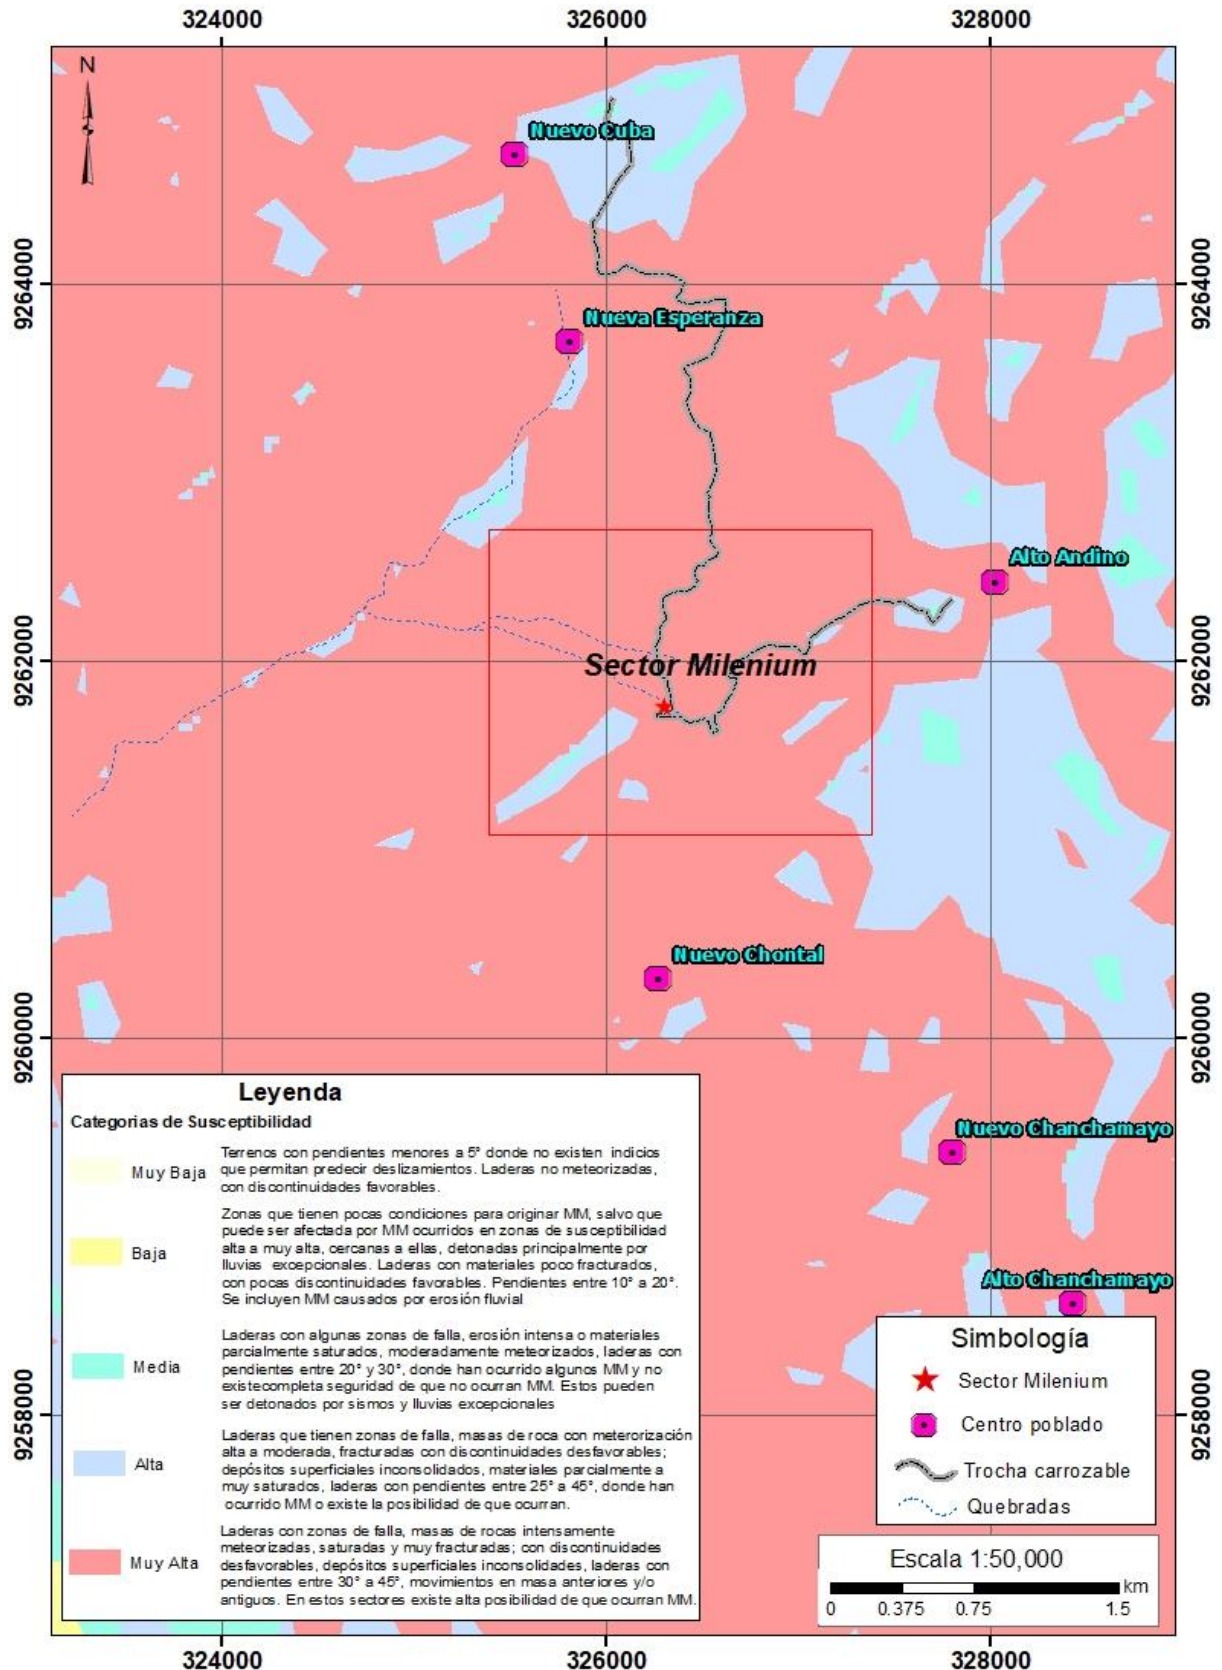 324000
326000
328000
N
Nuevo Cuba
9264000
9264000
Nueva Esperanza
Alto Andino
9262000
9262000
Sector Milenium
Nuevo Chontal
9260000
9260000
Nuevo Chanchamayo
Alto Chanchamayo
9258000
9258000
Leyenda
Categorias de Susceptibilidad
Muy Baja
Terrenos con pendientes menores a 5° donde no existen indicios
que permitan predecir deslizamientos. Laderas no meteorizadas,
con discontinuidades favorables.
Baja
Zonas que tienen pocas condiciones para originar MM, salvo que
puede ser afectada por MM ocurridos en zonas de susceptibilidad
alta a muy alta, cercanas a ellas, detonadas principalmente por
lluvias excepcionales. Laderas con materiales poco fracturados,
con pocas discontinuidades favorables. Pendientes entre 10° a 20°.
Se incluyen MM causados por erosión fluvial
Media
Laderas con algunas zonas de falla, erosión intensa o materiales
parcialmente saturados, moderadamente meteorizados, laderas con
pendientes entre 20° y 30°, donde han ocurrido algunos MM y no
existecompleta seguridad de que no ocurran MM. Estos pueden
ser detonados por sismos y lluvias excepcionales
Alta
Laderas que tienen zonas de falla, masas de roca con meterorización
alta a moderada, fracturadas con discontinuidades desfavorables;
depósitos superficiales inconsolidados, materiales parcialmente a
muy saturados, laderas con pendientes entre 25° a 45°, donde han
ocurrido MM o existe la posibilidad de que ocurran.
Muy Alta
Laderas con zonas de falla, masas de rocas intensamente
meteorizadas, saturadas y muy fracturadas; con discontinuidades
desfavorables, depósitos superficiales inconsolidades, laderas con
pendientes entre 30° a 45°, movimientos en masa anteriores y/o
antiguos. En estos sectores existe alta posibilidad de que ocurran MM.
Simbología
Sector Milenium
Centro poblado
Trocha carrozable
Quebradas
Escala 1:50,000
km
0 0.375 0.75 1.5
324000
326000
328000